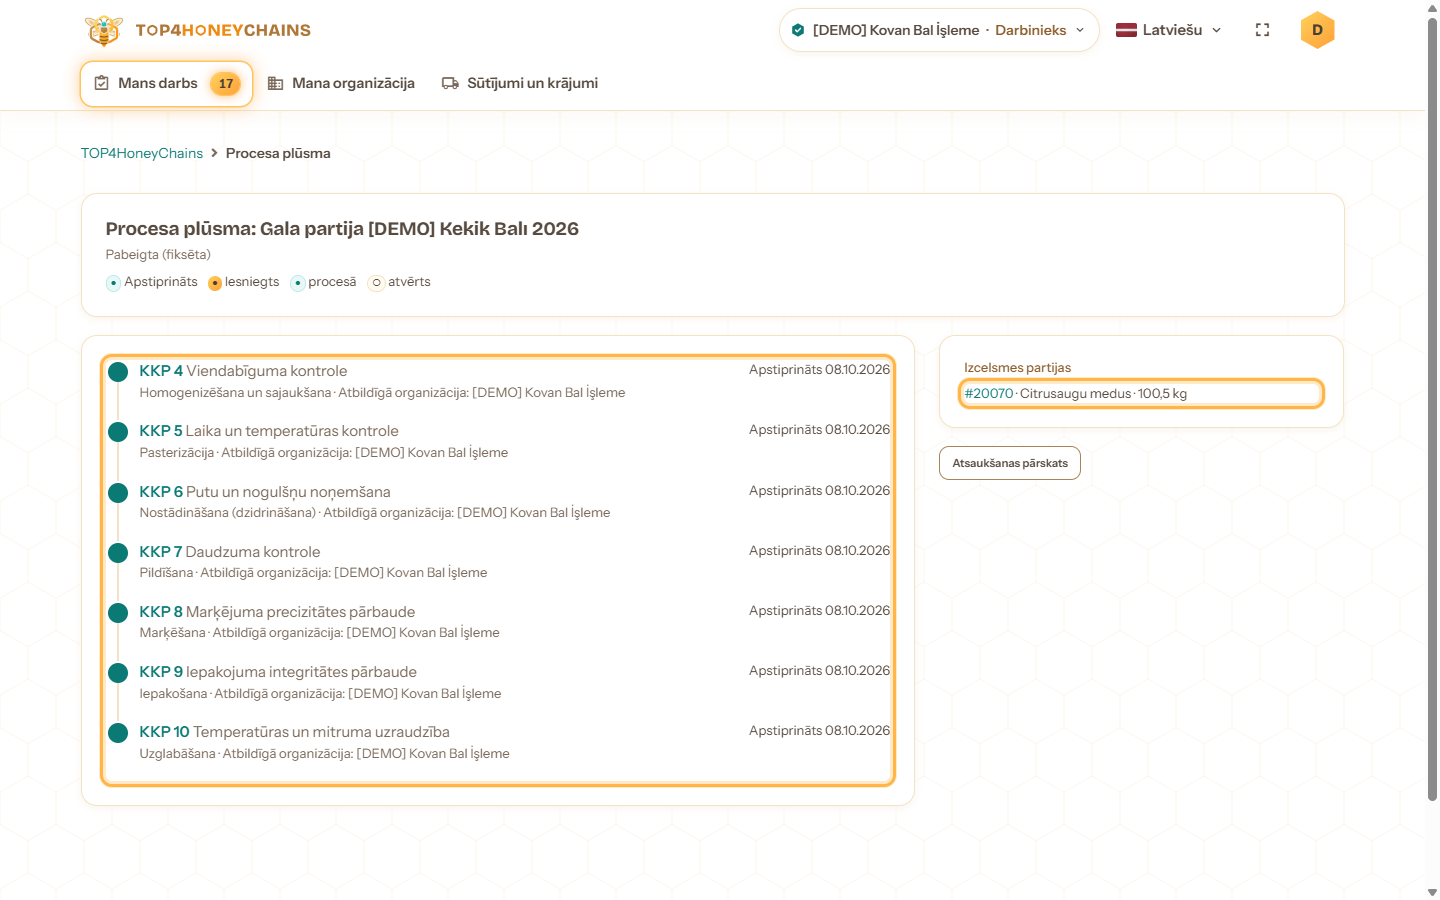 TOP4HONEYCHAINS
[DEMO] Kovan Bal İşleme · Darbinieks
Latviešu
D
Mans darbs 17
Mana organizācija
Sūtījumi un krājumi
TOP4HoneyChains > Procesa plūsma
Procesa plūsma: Gala partija [DEMO] Kekik Balı 2026
Pabeigta (fiksēta)
Apstiprināts Iesniegts procesā atvērts
KKP 4 Viendabīguma kontrole Apstiprināts 08.10.2026
Homogenizēšana un sajaukšana · Atbildīgā organizācija: [DEMO] Kovan Bal İşleme
KKP 5 Laika un temperatūras kontrole Apstiprināts 08.10.2026
Pasterizācija · Atbildīgā organizācija: [DEMO] Kovan Bal İşleme
KKP 6 Putu un nogulšņu noņemšana Apstiprināts 08.10.2026
Nostādināšana (dzidrināšana) · Atbildīgā organizācija: [DEMO] Kovan Bal İşleme
KKP 7 Daudzuma kontrole Apstiprināts 08.10.2026
Pildīšana · Atbildīgā organizācija: [DEMO] Kovan Bal İşleme
KKP 8 Marķējuma precizitātes pārbaude Apstiprināts 08.10.2026
Marķēšana · Atbildīgā organizācija: [DEMO] Kovan Bal İşleme
KKP 9 Iepakojuma integritātes pārbaude Apstiprināts 08.10.2026
Iepakošana · Atbildīgā organizācija: [DEMO] Kovan Bal İşleme
KKP 10 Temperatūras un mitruma uzraudzība Apstiprināts 08.10.2026
Uzglabāšana · Atbildīgā organizācija: [DEMO] Kovan Bal İşleme
Izcelsmes partijas
#20070 · Citrusaugu medus · 100,5 kg
Atsaukšanas pārskats